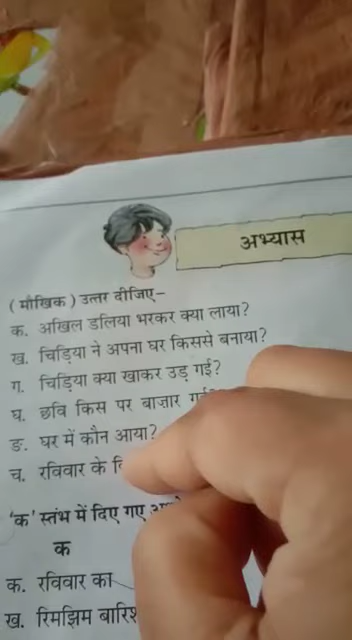 अभ्यास
( मौखिक ) उत्तर दीजिए–
क. अखिल डलिया भरकर क्या लाया?
ख. चिड़िया ने अपना घर किससे बनाया?
ग. चिड़िया क्या खाकर उड़ गई?
घ. छवि किस पर बाजार
ङ. घर में कौन आया?
च. रविवार के
'क' स्तंभ में दिए गए
क
क. रविवार का
ख. रिमझिम